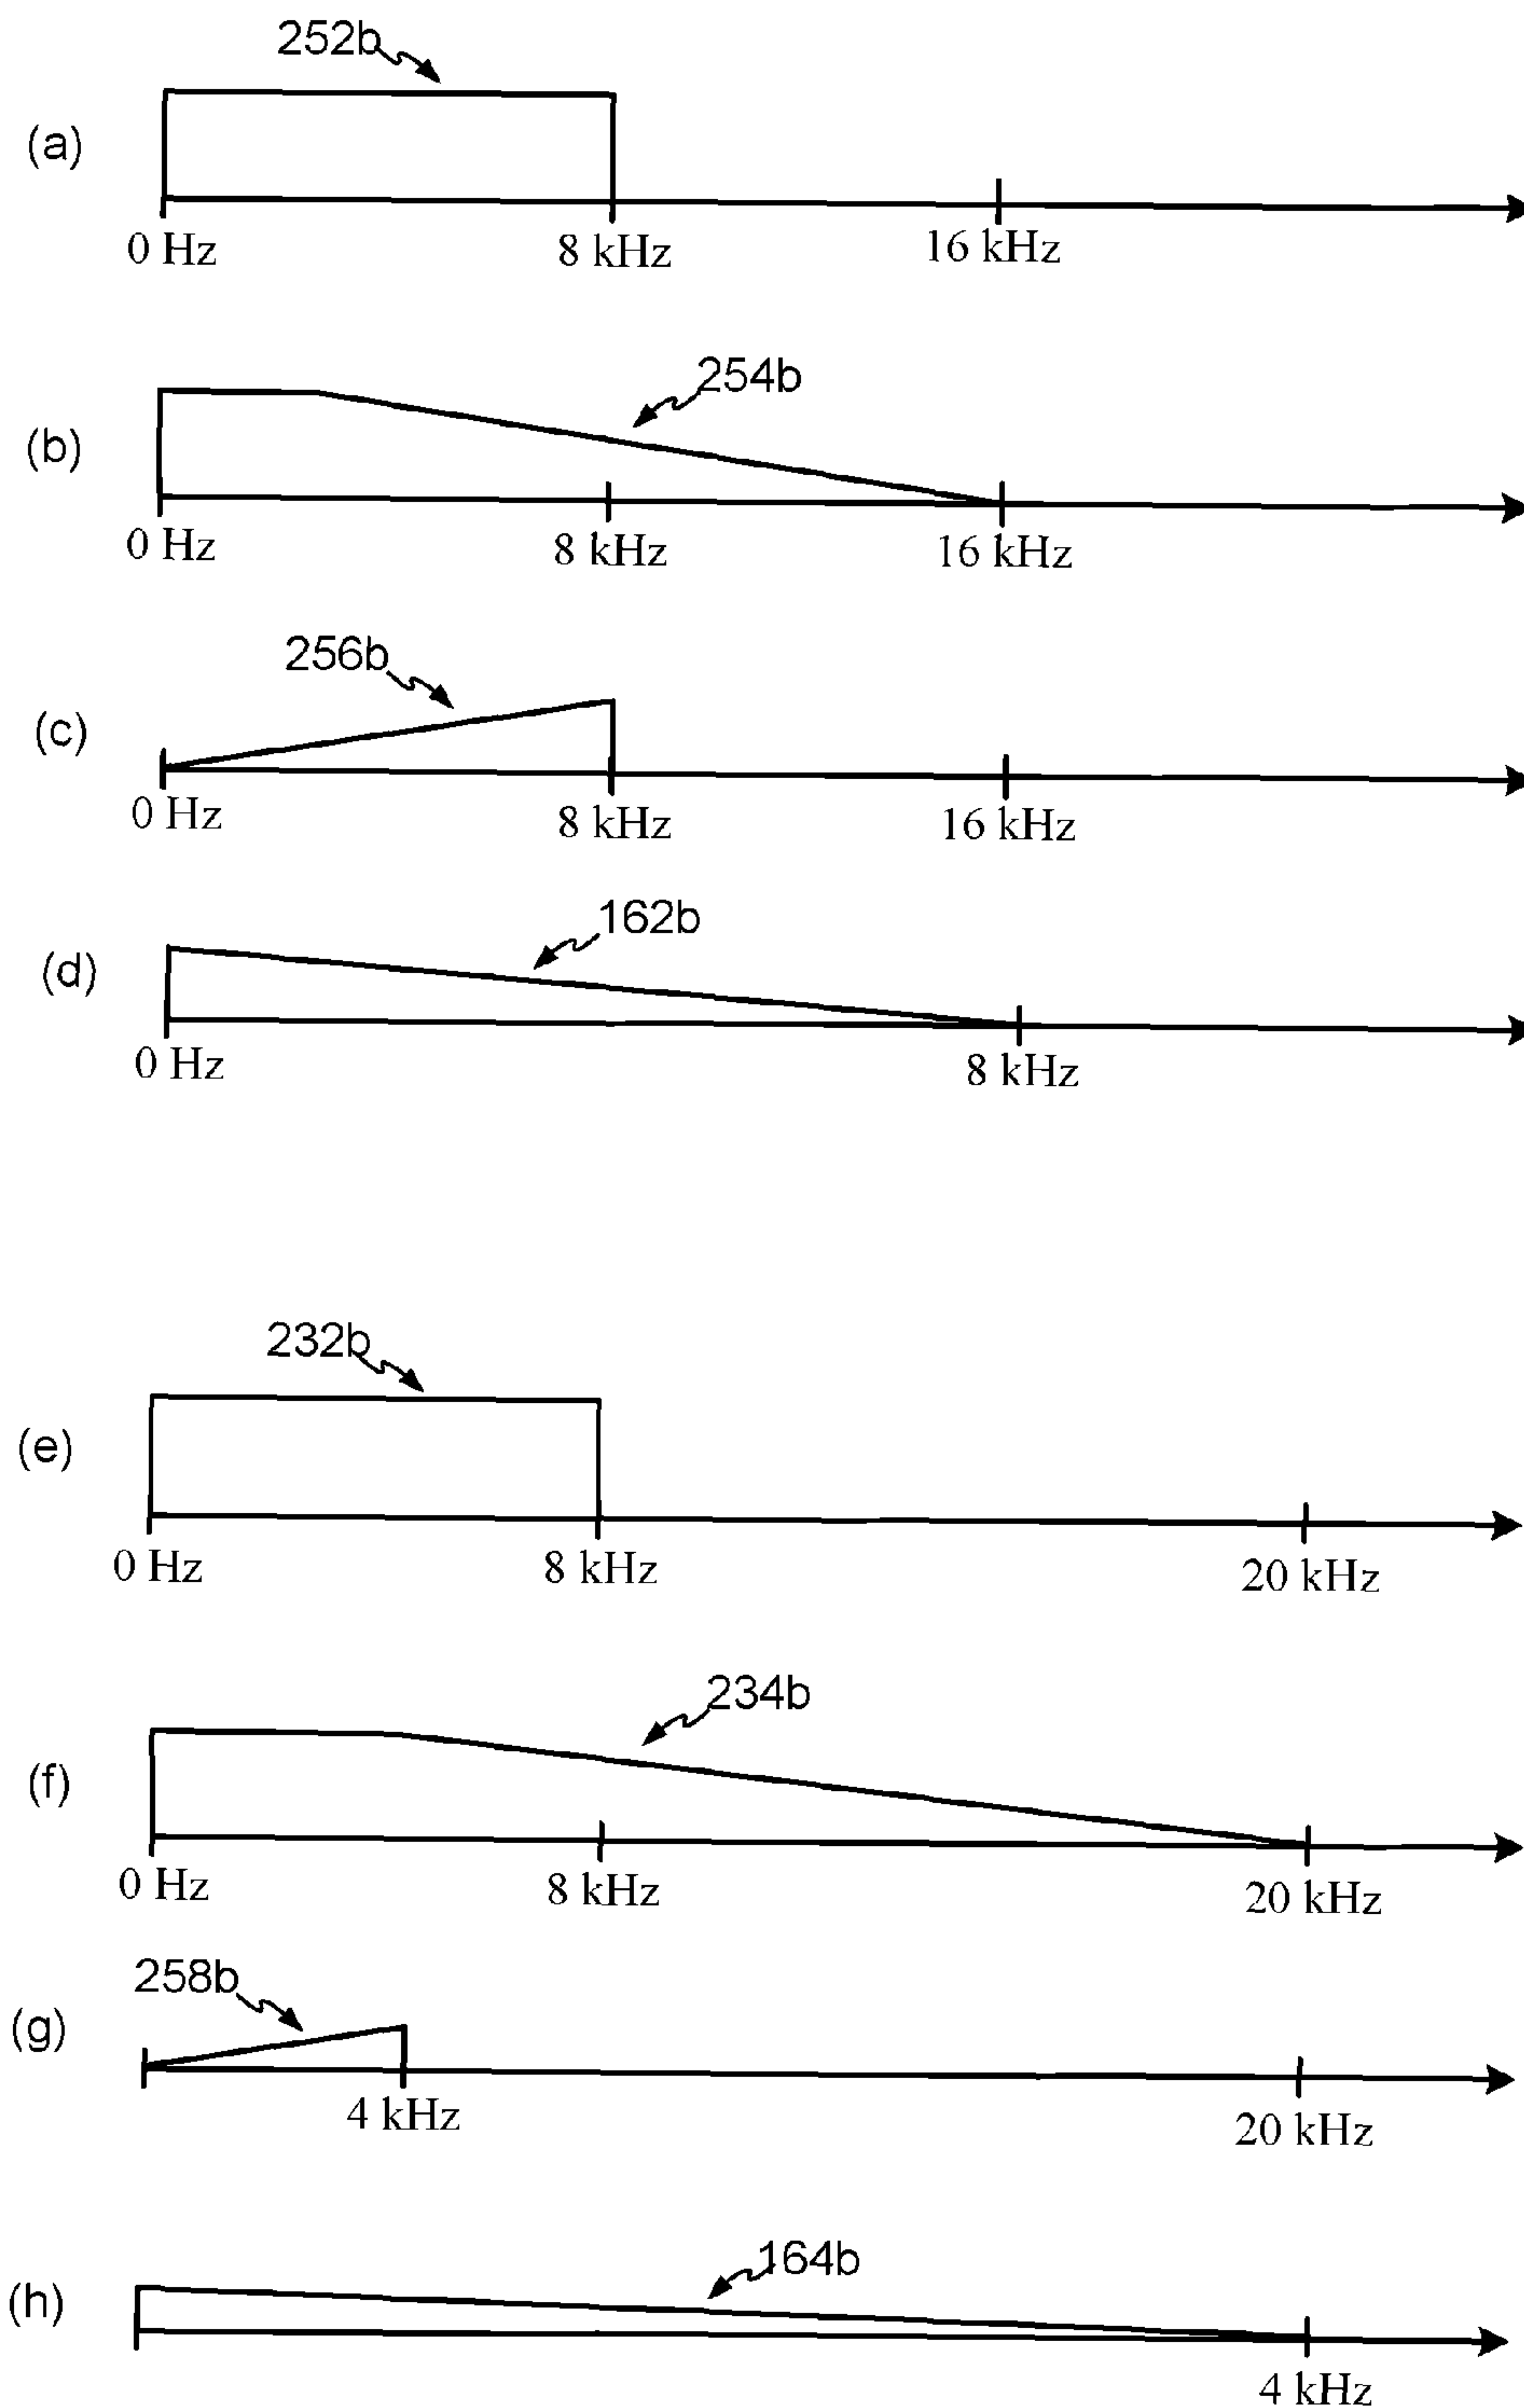 252b
(a)
0 Hz 8 kHz 16 kHz
254b
(b)
0 Hz 8 kHz 16 kHz
256b
(c)
0 Hz 8 kHz 16 kHz
162b
(d)
0 Hz 8 kHz
232b
(e)
0 Hz 8 kHz 20 kHz
234b
(f)
0 Hz 8 kHz 20 kHz
258b
(g)
4 kHz 20 kHz
164b
(h)
4 kHz